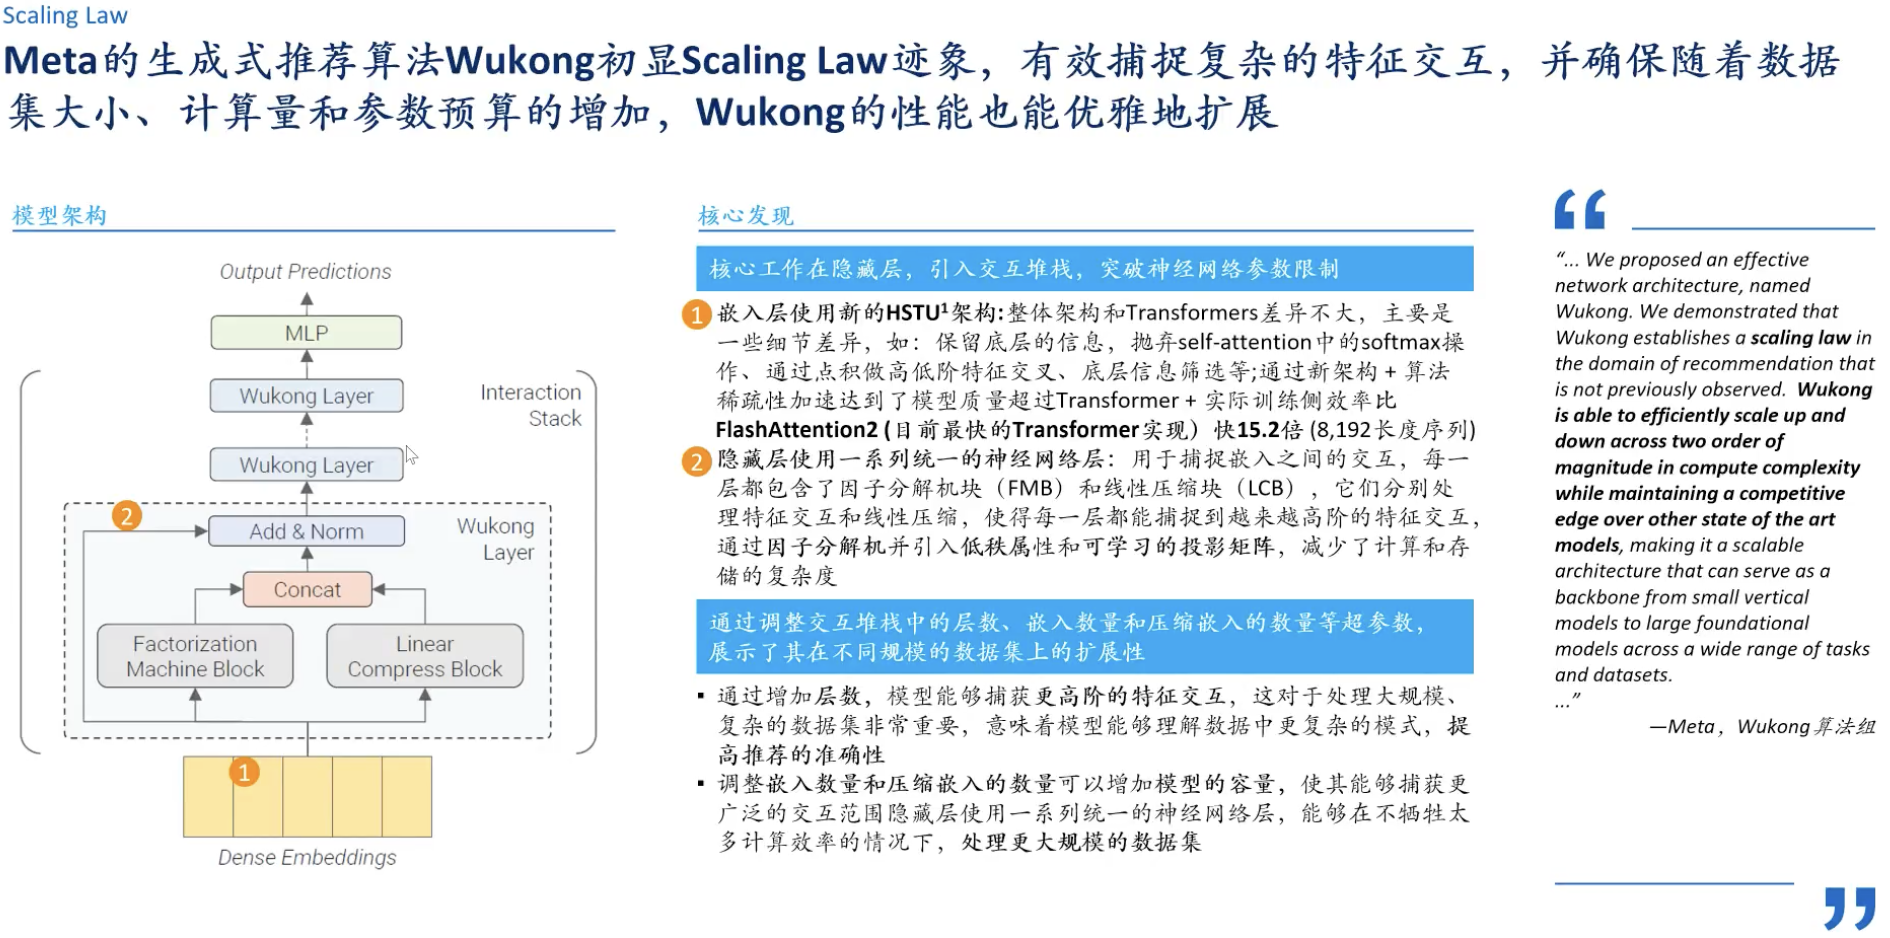 Scaling Law
Meta的生成式推荐算法Wukong初显Scaling Law迹象，有效捕捉复杂的特征交互，并确保随着数据
集大小、计算量和参数预算的增加，Wukong的性能也能优雅地扩展
模型架构
Output Predictions
MLP
Wukong Layer
Interaction
Stack
Wukong Layer
2
Add & Norm
Wukong
Layer
Concat
Factorization
Machine Block
Linear
Compress Block
1
Dense Embeddings
核心发现
核心工作在隐藏层，引入交互堆栈，突破神经网络参数限制
1 嵌入层使用新的HSTU¹架构:整体架构和Transformers差异不大，主要是
一些细节差异，如：保留底层的信息，抛弃self-attention中的softmax操
作、通过点积做高低阶特征交叉、底层信息筛选等;通过新架构 + 算法
稀疏性加速达到了模型质量超过Transformer + 实际训练侧效率比
FlashAttention2 (目前最快的Transformer实现）快15.2倍 (8,192长度序列)
2 隐藏层使用一系列统一的神经网络层：用于捕捉嵌入之间的交互，每一
层都包含了因子分解机块（FMB）和线性压缩块（LCB），它们分别处
理特征交互和线性压缩，使得每一层都能捕捉到越来越高阶的特征交互，
通过因子分解机并引入低秩属性和可学习的投影矩阵，减少了计算和存
储的复杂度
通过调整交互堆栈中的层数、嵌入数量和压缩嵌入的数量等超参数，
展示了其在不同规模的数据集上的扩展性
▪ 通过增加层数，模型能够捕获更高阶的特征交互，这对于处理大规模、
复杂的数据集非常重要，意味着模型能够理解数据中更复杂的模式，提
高推荐的准确性
▪ 调整嵌入数量和压缩嵌入的数量可以增加模型的容量，使其能够捕获更
广泛的交互范围隐藏层使用一系列统一的神经网络层，能够在不牺牲太
多计算效率的情况下，处理更大规模的数据集
“
“... We proposed an effective
network architecture, named
Wukong. We demonstrated that
Wukong establishes a scaling law in
the domain of recommendation that
is not previously observed. Wukong
is able to efficiently scale up and
down across two order of
magnitude in compute complexity
while maintaining a competitive
edge over other state of the art
models, making it a scalable
architecture that can serve as a
backbone from small vertical
models to large foundational
models across a wide range of tasks
and datasets.
...”
—Meta，Wukong算法组
”